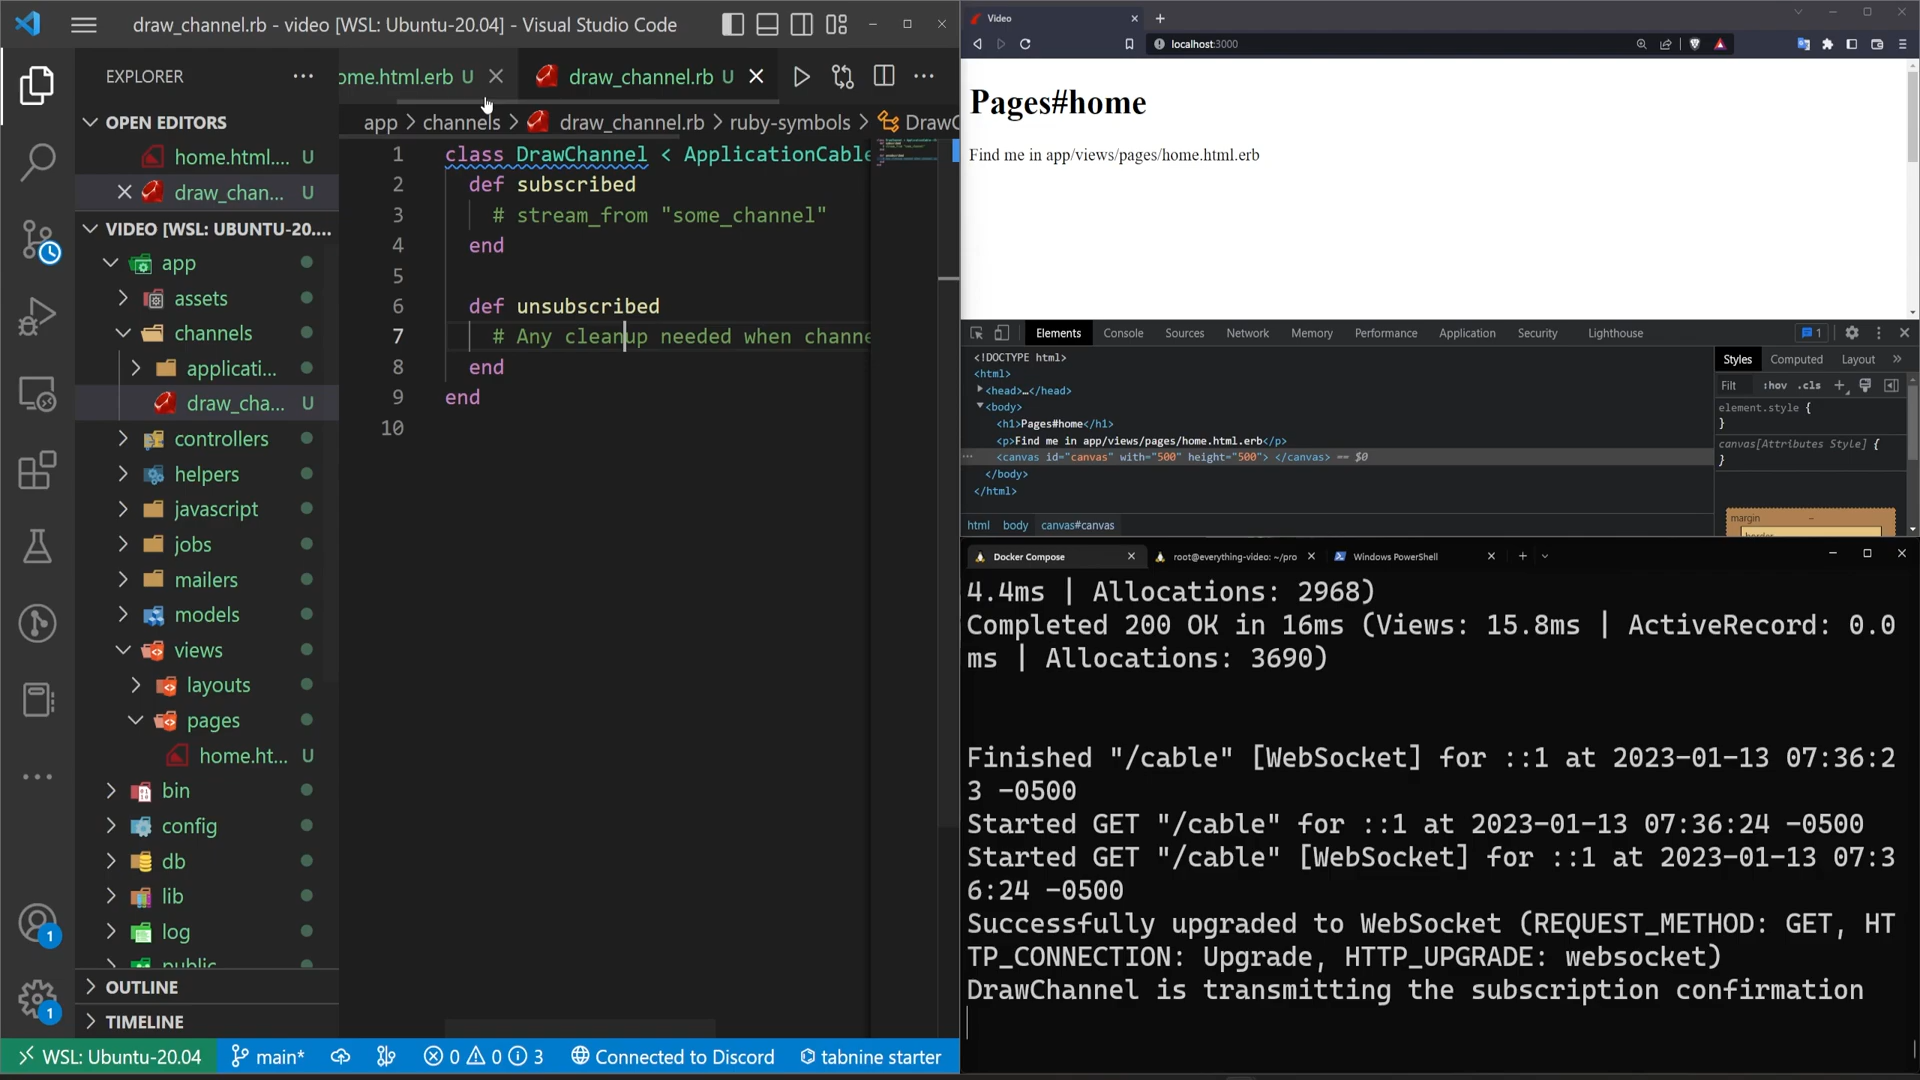 draw_channel.rb - video [WSL: Ubuntu-20.04] - Visual Studio Code
EXPLORER
OPEN EDITORS
home.html.... U
draw_chan... U
VIDEO [WSL: UBUNTU-20....
app
assets
channels
applicati...
draw_cha... U
controllers
helpers
javascript
jobs
mailers
models
views
layouts
pages
home.ht... U
bin
config
db
lib
log
public
OUTLINE
TIMELINE
ome.html.erb U
draw_channel.rb U
app > channels > draw_channel.rb > ruby-symbols > DrawC
1 class DrawChannel < ApplicationCable
2 def subscribed
3 # stream_from "some_channel"
4 end
5
6 def unsubscribed
7 # Any cleanup needed when channe
8 end
9 end
10
1
1
WSL: Ubuntu-20.04 main* 0 0 3 Connected to Discord tabnine starter
Video
localhost:3000
Pages#home
Find me in app/views/pages/home.html.erb
Elements Console Sources Network Memory Performance Application Security Lighthouse 1
<!DOCTYPE html>
<html>
<head>…</head>
<body>
<h1>Pages#home</h1>
<p>Find me in app/views/pages/home.html.erb</p>
<canvas id="canvas" with="500" height="500"> </canvas> == $0
</body>
</html>
html body canvas#canvas
Styles Computed Layout »
Filt :hov .cls +
element.style {
}
canvas[Attributes Style] {
}
margin –
Docker Compose root@everything-video: ~/pro Windows PowerShell
4.4ms | Allocations: 2968)
Completed 200 OK in 16ms (Views: 15.8ms | ActiveRecord: 0.0
ms | Allocations: 3690)
Finished "/cable" [WebSocket] for ::1 at 2023-01-13 07:36:2
3 -0500
Started GET "/cable" for ::1 at 2023-01-13 07:36:24 -0500
Started GET "/cable" [WebSocket] for ::1 at 2023-01-13 07:3
6:24 -0500
Successfully upgraded to WebSocket (REQUEST_METHOD: GET, HT
TP_CONNECTION: Upgrade, HTTP_UPGRADE: websocket)
DrawChannel is transmitting the subscription confirmation